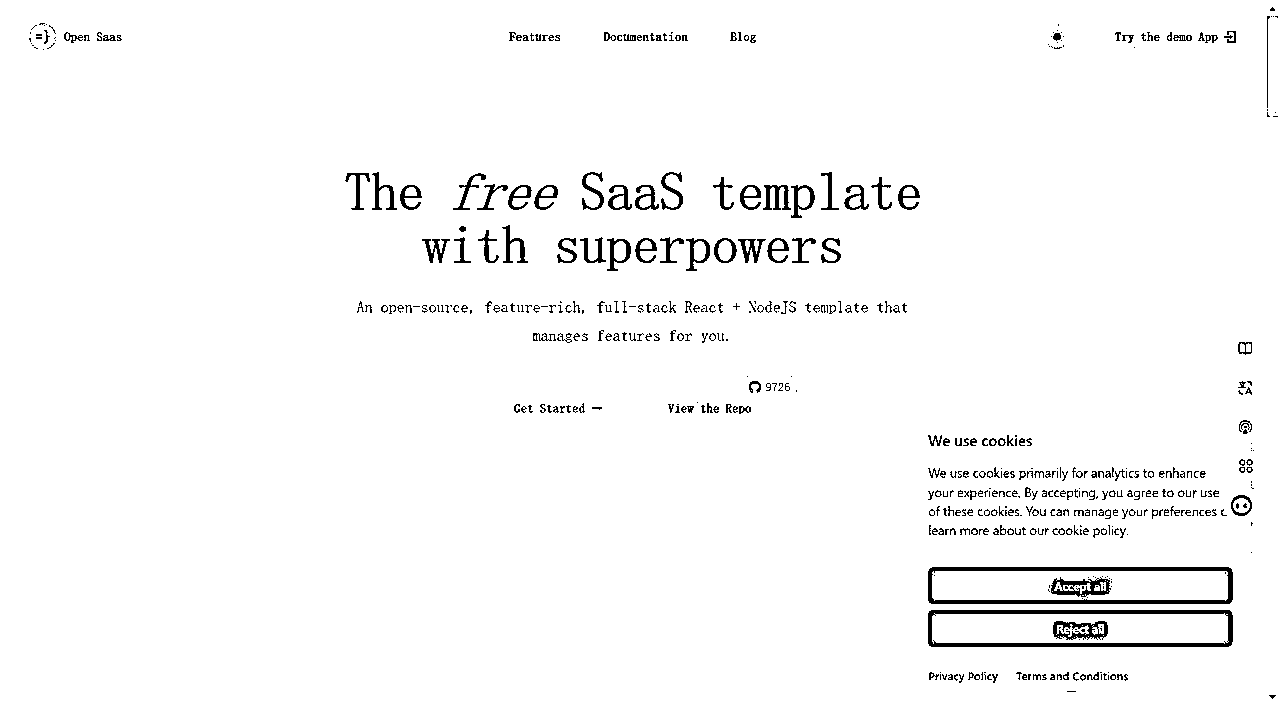 =} Open Saas
Features
Documentation
Blog
Try the demo App
The free SaaS template
with superpowers
An open-source, feature-rich, full-stack React + NodeJS template that
manages features for you.
9726
Get Started →
View the Repo
We use cookies
We use cookies primarily for analytics to enhance
your experience. By accepting, you agree to our use
of these cookies. You can manage your preferences
learn more about our cookie policy.
Accept all
Reject all
Privacy Policy
Terms and Conditions